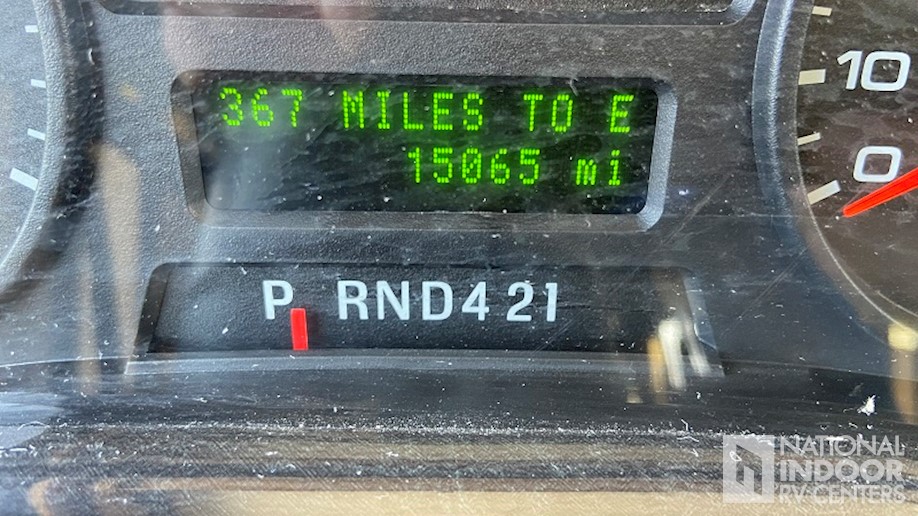 367 MILES TO E
15065 mi
10
0
P RND4 21
NATIONAL
INDOOR
RV CENTERS